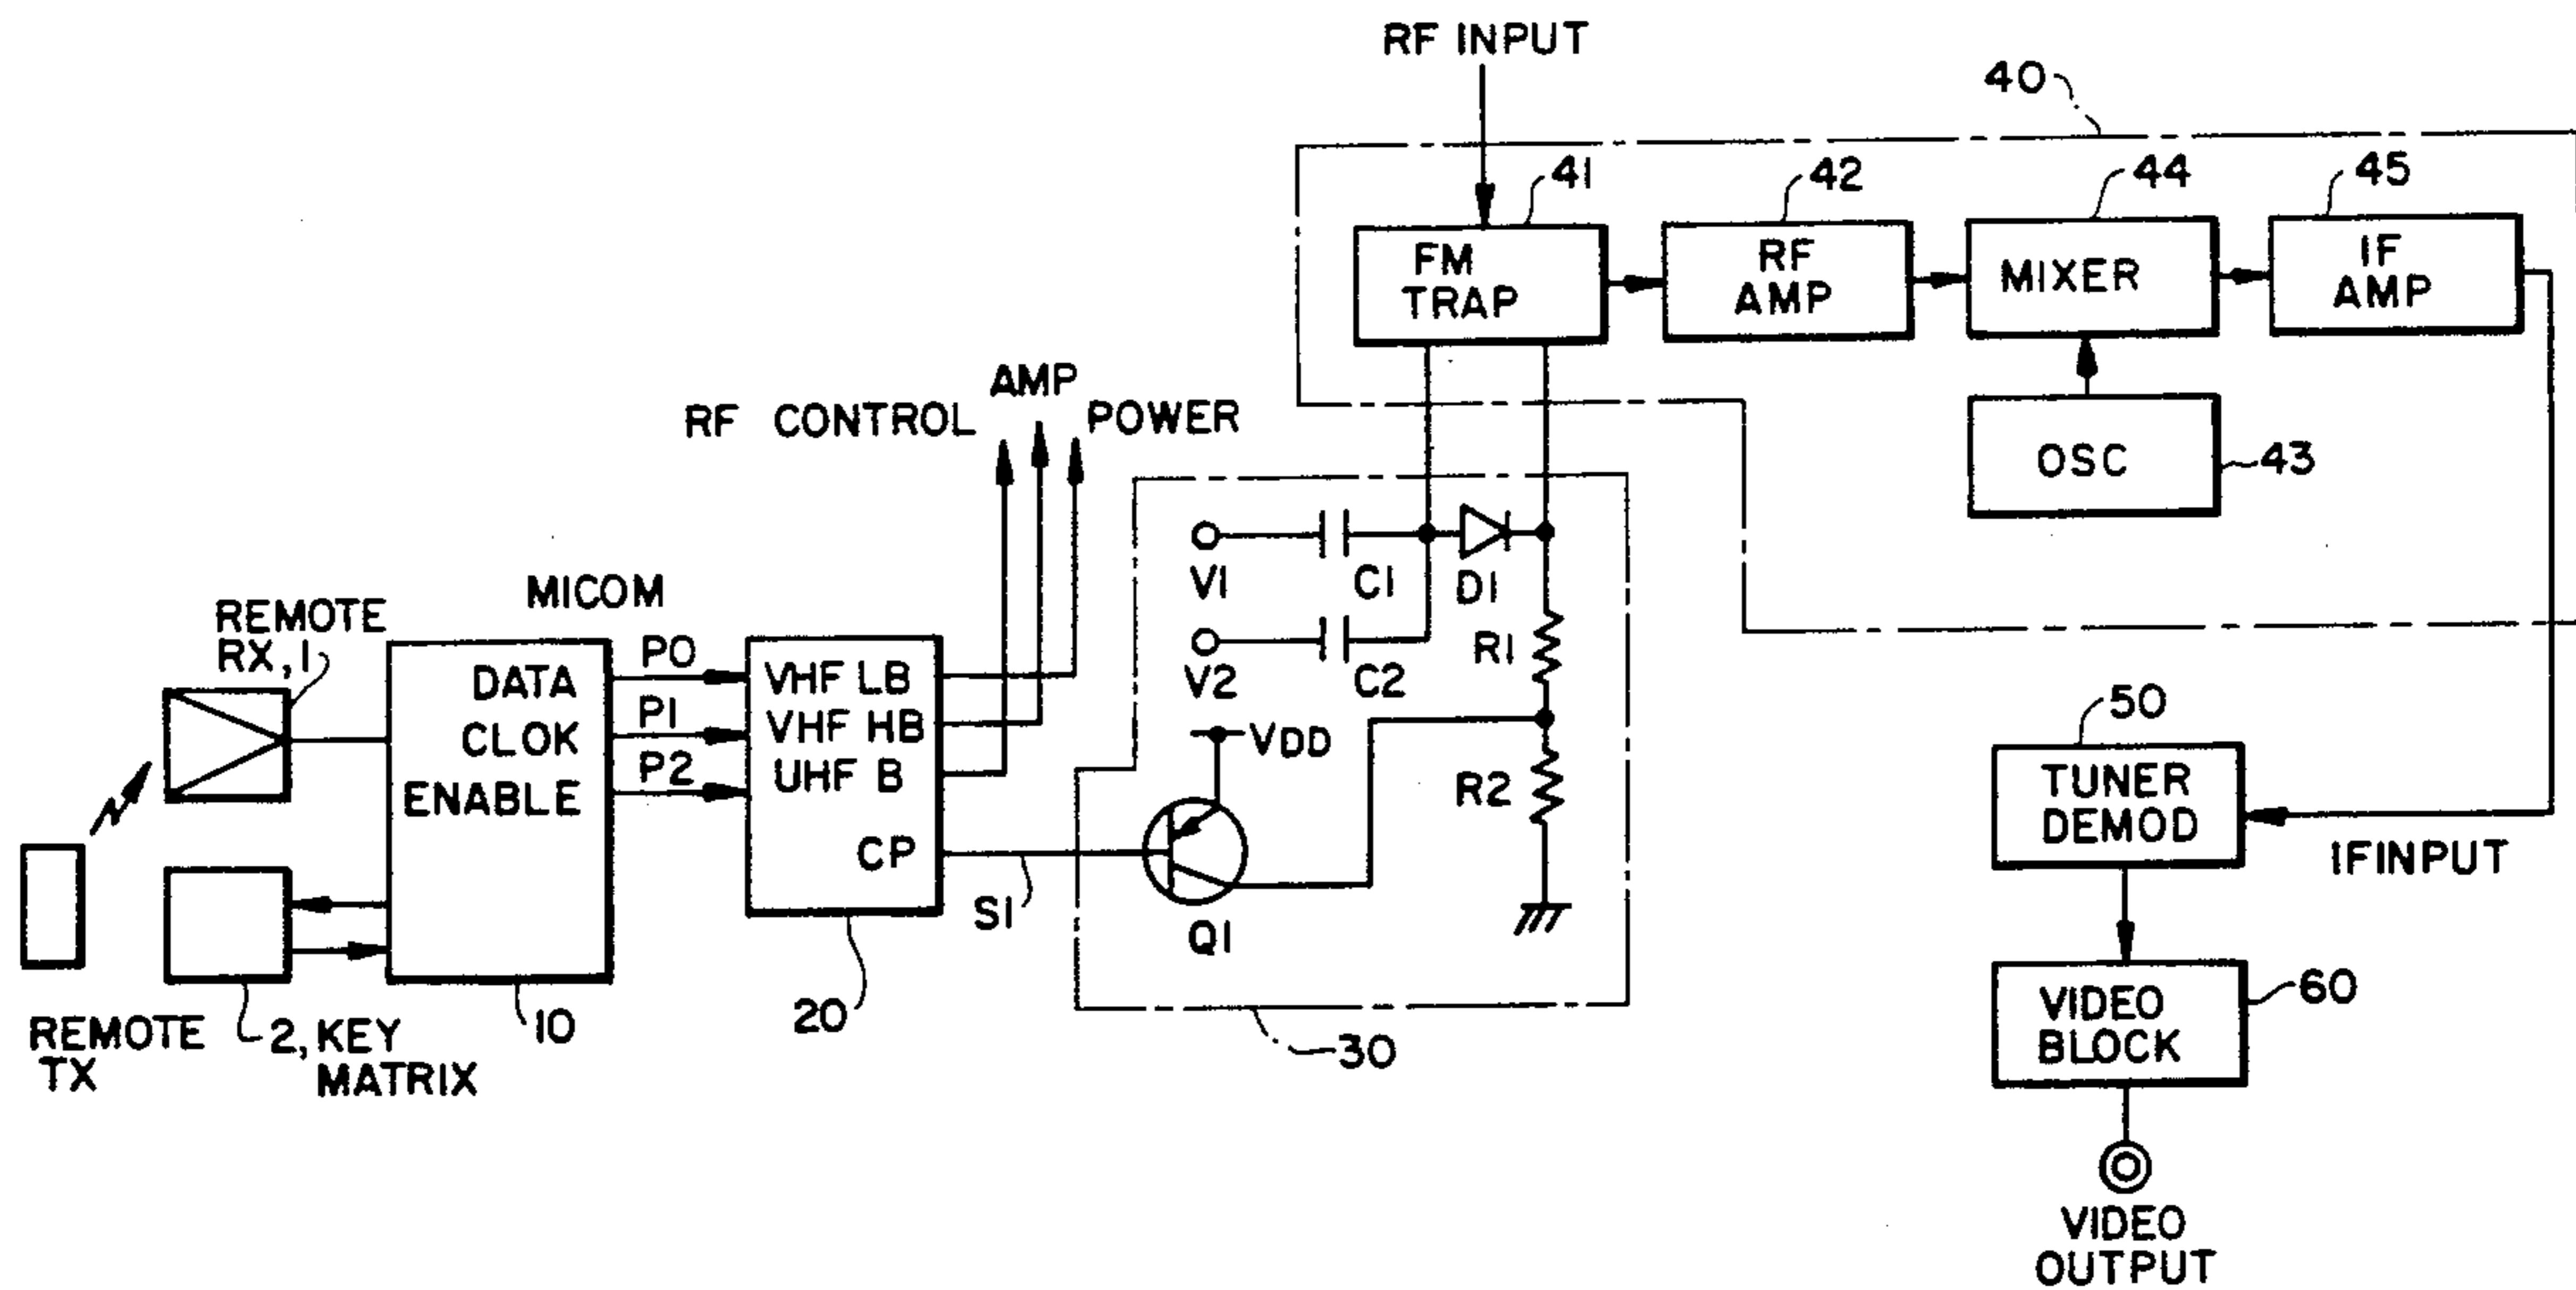 RF INPUT
40
41
42
44
45
FM
TRAP
RF
AMP
MIXER
IF
AMP
OSC
43
RF CONTROL
AMP
POWER
V1
C1
D1
V2
C2
R1
VDD
R2
Q1
S1
30
MICOM
REMOTE
RX,1
DATA
CLOK
ENABLE
P0
P1
P2
VHF LB
VHF HB
UHF B
CP
REMOTE
TX
2, KEY
MATRIX
10
20
50
TUNER
DEMOD
IFINPUT
VIDEO
BLOCK
60
VIDEO
OUTPUT